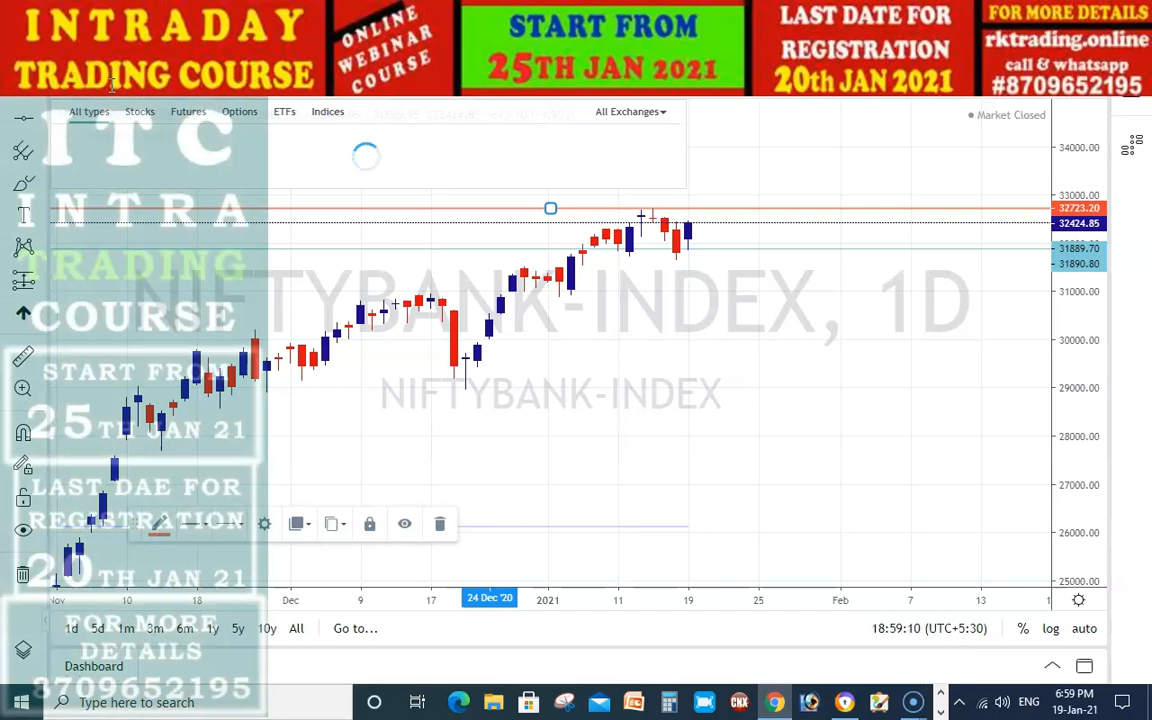 INTRADAY
TRADING COURSE
ONLINE
WEBINAR
COURSE
START FROM
25TH JAN 2021
LAST DATE FOR
REGISTRATION
20th JAN 2021
FOR MORE DETAILS
rktrading.online
call & whatsapp
#8709652195
All types Stocks Futures Options ETFs Indices All Exchanges
Market Closed
ITC
INTRA
TRADING
COURSE
START FROM
25TH JAN 21
LAST DAE FOR
REGISTRATION
20TH JAN 21
FOR MORE
DETAILS
8709652195
NIFTYBANK-INDEX, 1D
NIFTYBANK-INDEX
34000.00
33000.00
32723.20
32424.85
31889.70
31890.80
31000.00
30000.00
29000.00
28000.00
27000.00
26000.00
25000.00
Nov 10 18 Dec 9 17 24 Dec '20 2021 11 19 25 Feb 7 13 1
1d 5d 1m 3m 6m 1y 5y 10y All Go to... 18:59:10 (UTC+5:30) % log auto
Dashboard
Type here to search
CNX
ENG
6:59 PM
19-Jan-21